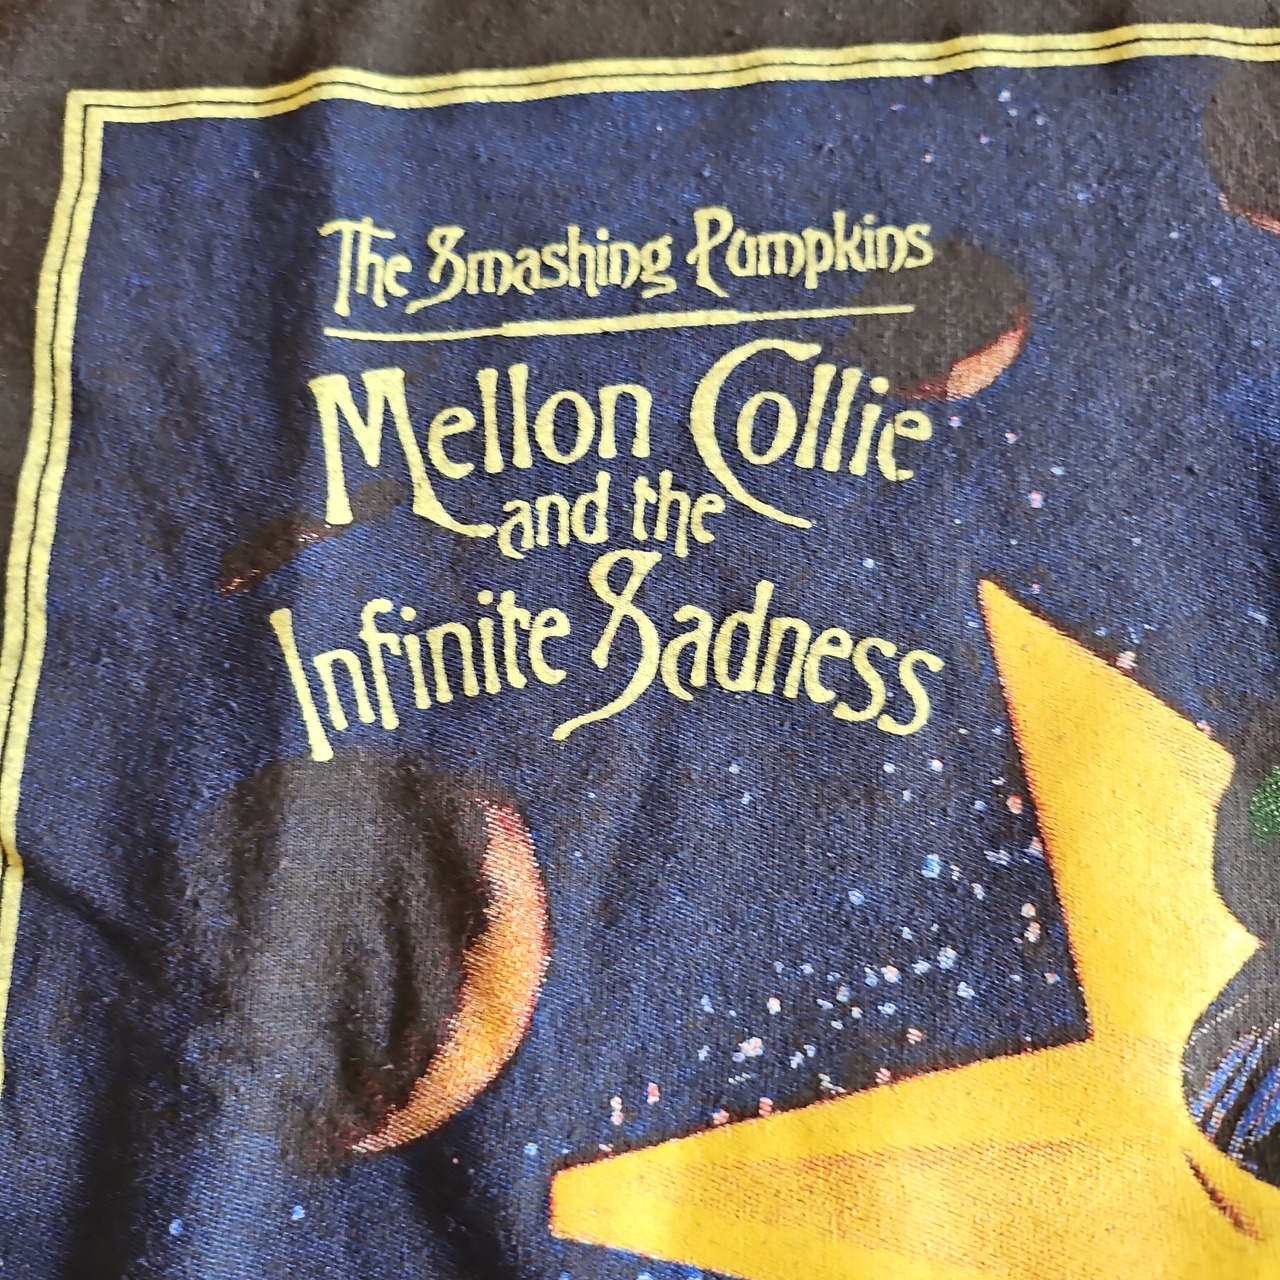 The Smashing Pumpkins
Mellon Collie
and the
Infinite Sadness